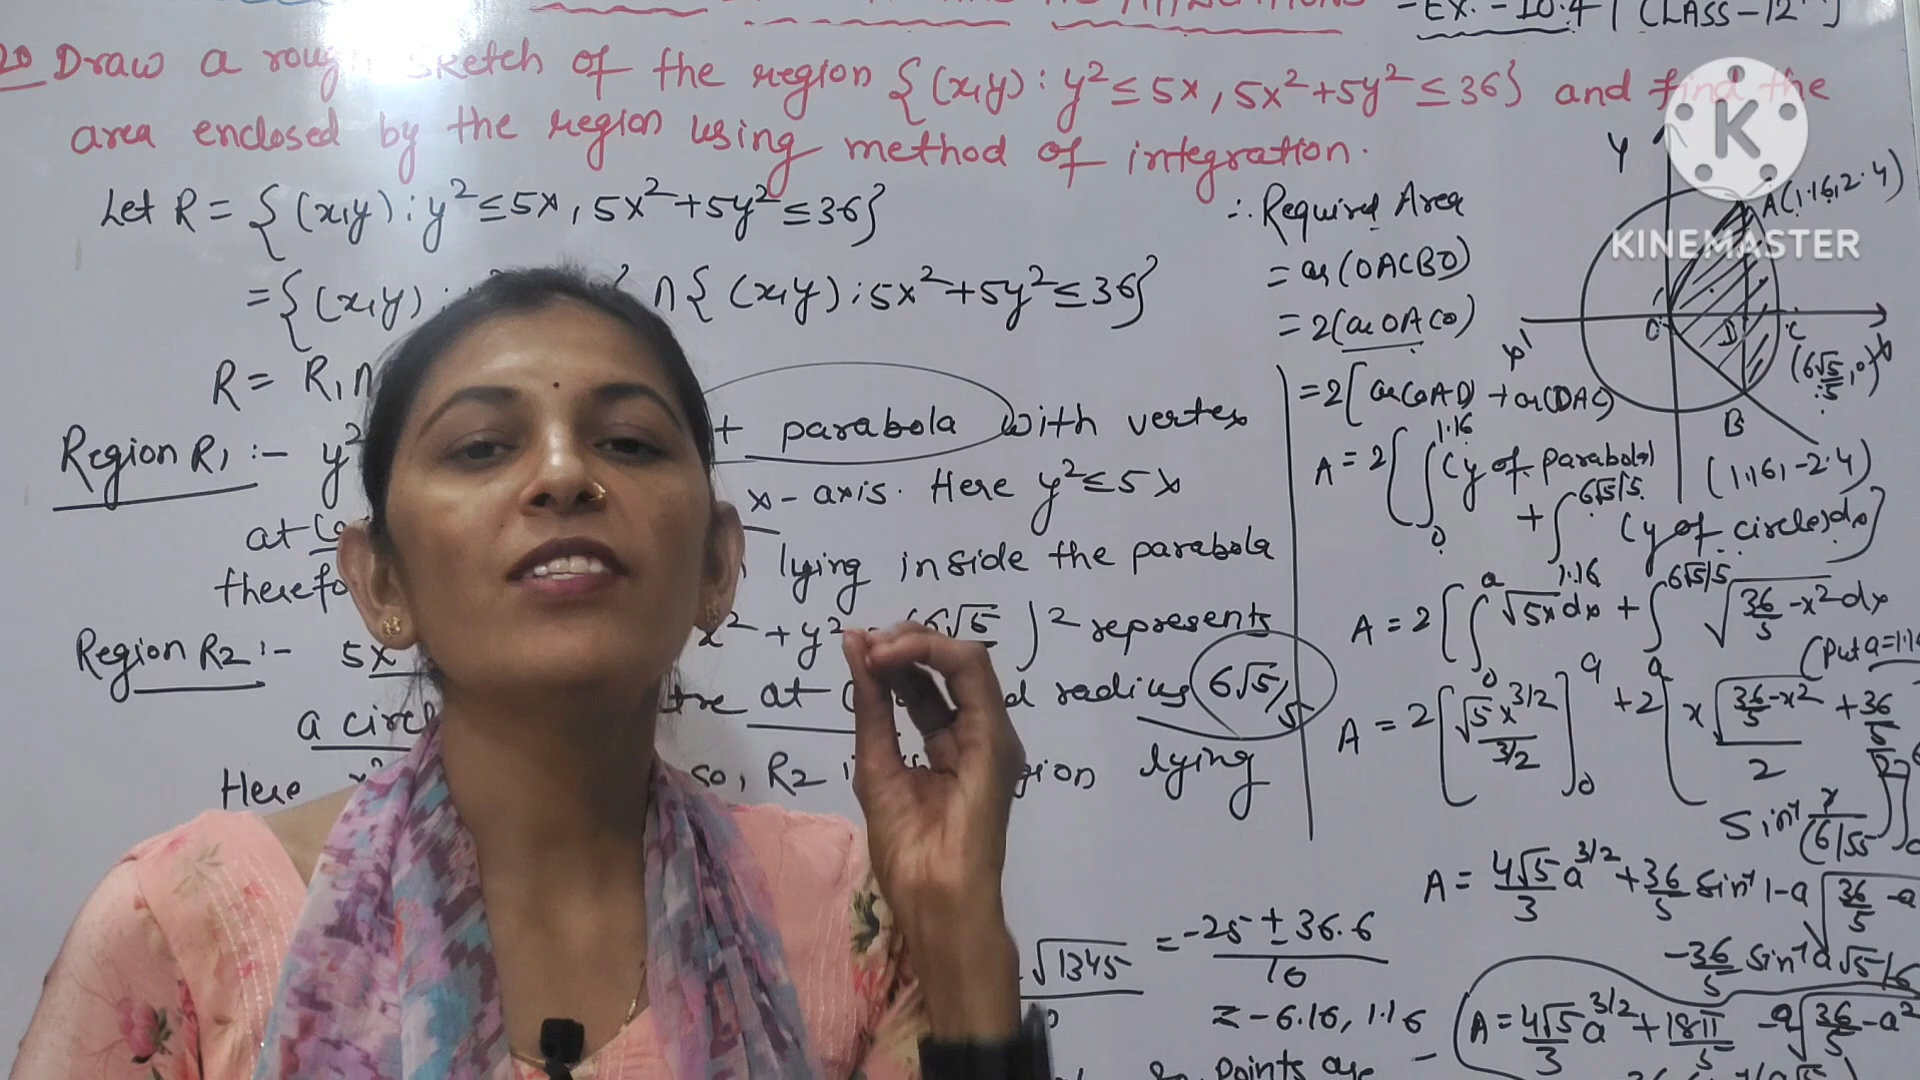 -Ex.-10.4 | CLASS-12
20 Draw a rough sketch of the region {(x,y): y² ≤ 5x, 5x²+5y² ≤ 36} and find the
area enclosed by the region using method of integration.
Let R = {(x,y): y² ≤ 5x, 5x²+5y² ≤ 36}
= {(x,y): ∩ {(x,y): 5x²+5y² ≤ 36}
R = R₁ ∩
Region R₁ :- y² parabola with vertex
at x-axis. Here y² ≤ 5x
lying inside the parabola
Region R₂ :- 5x x²+y² )² represents
a circ at radius 6√5/5
Here so, R₂ lying
√1345 = -25 ± 36.6
10
= -6.16, 1.16
points are
∴ Required Area
= ar(OACBO)
= 2(ar OACO)
= 2[ar(OAD) + ar(DAC)
A = 2[∫₀^1.16 (y of parabola)
+ ∫_1.16^6√5/5 (y of circle)dx]
A = 2[∫₀^a √5x dx + ∫_a^6√5/5 √36/5-x² dx
(Put a=1.1
A = 2[√5 x^3/2 / 3/2]₀^a + 2[x√36/5-x² / 2 + 36/5
sin⁻¹ x/(6/√5
A = 4√5/3 a^3/2 + 36/5 sin⁻¹ 1-a√36/5-a
-36/5 sin⁻¹ a√5/6
A = 4√5/3 a^3/2 + 18π/5 -a√36/5-a²
Y
A(1.16, 2.4)
O
D
C
(6√5/5, 0)
B
(1.16, -2.4)
K
KINEMASTER